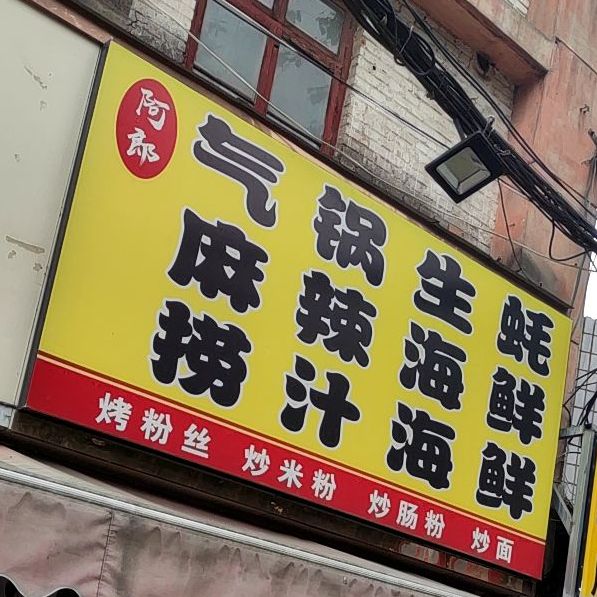 阿郎
气锅生蚝
麻辣海鲜
捞汁海鲜
烤粉丝 炒米粉 炒肠粉 炒面